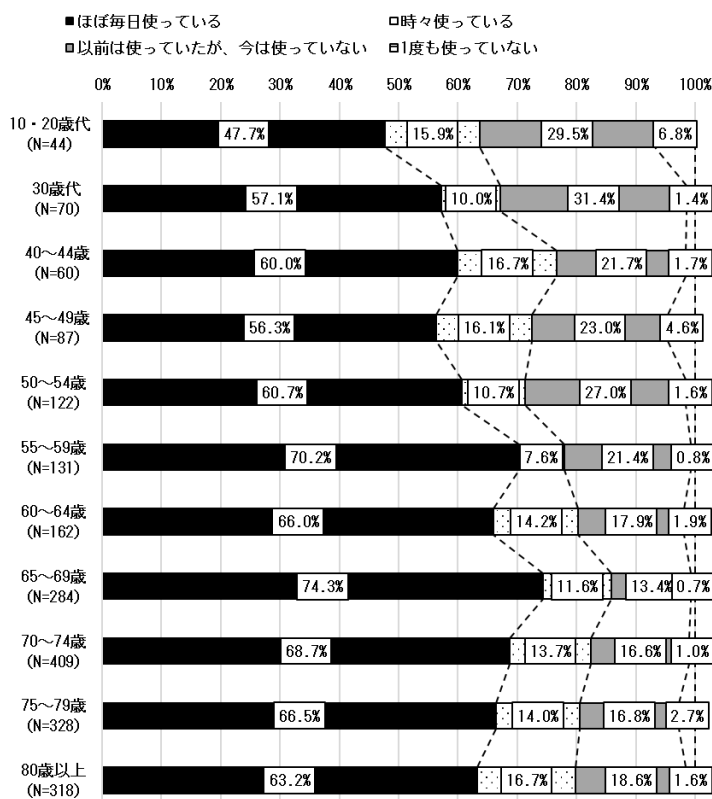 ■ほぼ毎日使っている □時々使っている
■以前は使っていたが、今は使っていない □1度も使っていない
0% 10% 20% 30% 40% 50% 60% 70% 80% 90% 100%
10・20歳代
(N=44)
47.7% 15.9% 29.5% 6.8%
30歳代
(N=70)
57.1% 10.0% 31.4% 1.4%
40～44歳
(N=60)
60.0% 16.7% 21.7% 1.7%
45～49歳
(N=87)
56.3% 16.1% 23.0% 4.6%
50～54歳
(N=122)
60.7% 10.7% 27.0% 1.6%
55～59歳
(N=131)
70.2% 7.6% 21.4% 0.8%
60～64歳
(N=162)
66.0% 14.2% 17.9% 1.9%
65～69歳
(N=284)
74.3% 11.6% 13.4% 0.7%
70～74歳
(N=409)
68.7% 13.7% 16.6% 1.0%
75～79歳
(N=328)
66.5% 14.0% 16.8% 2.7%
80歳以上
(N=318)
63.2% 16.7% 18.6% 1.6%